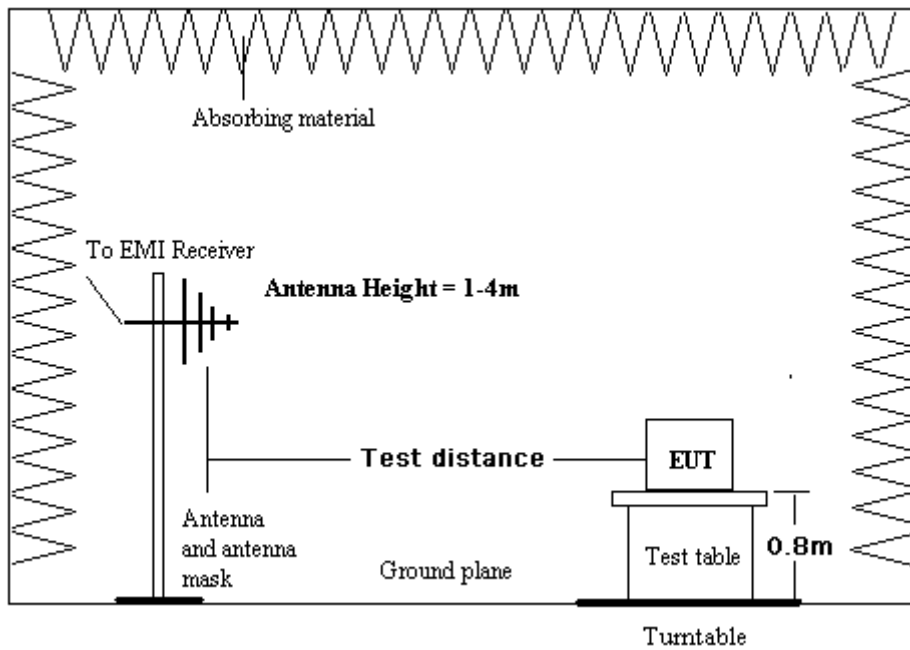 Absorbing material
To EMI Receiver
Antenna Height = 1-4m
Test distance
EUT
Antenna
and antenna
mask
Ground plane
Test table
0.8m
Turntable